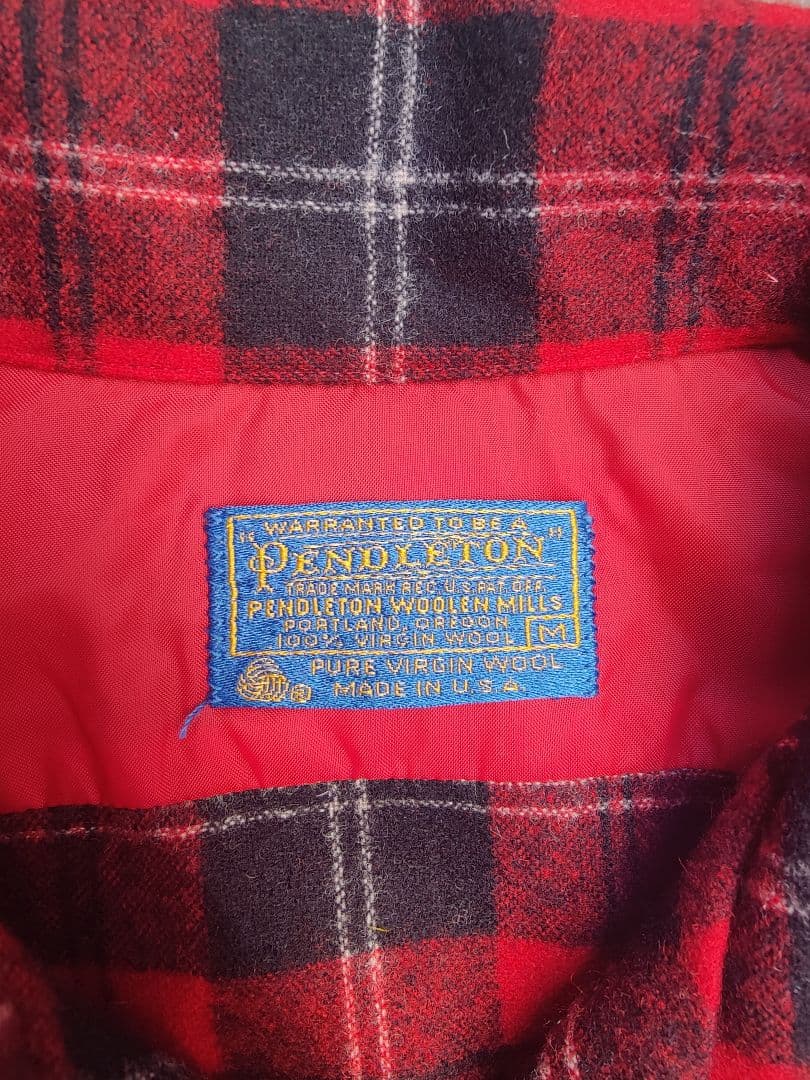 WARRANTED TO BE A
"PENDLETON"
TRADE MARK REG. U.S. PAT. OFF.
PENDLETON WOOLEN MILLS
PORTLAND, OREGON
100% VIRGIN WOOL M
PURE VIRGIN WOOL
® MADE IN U.S.A.